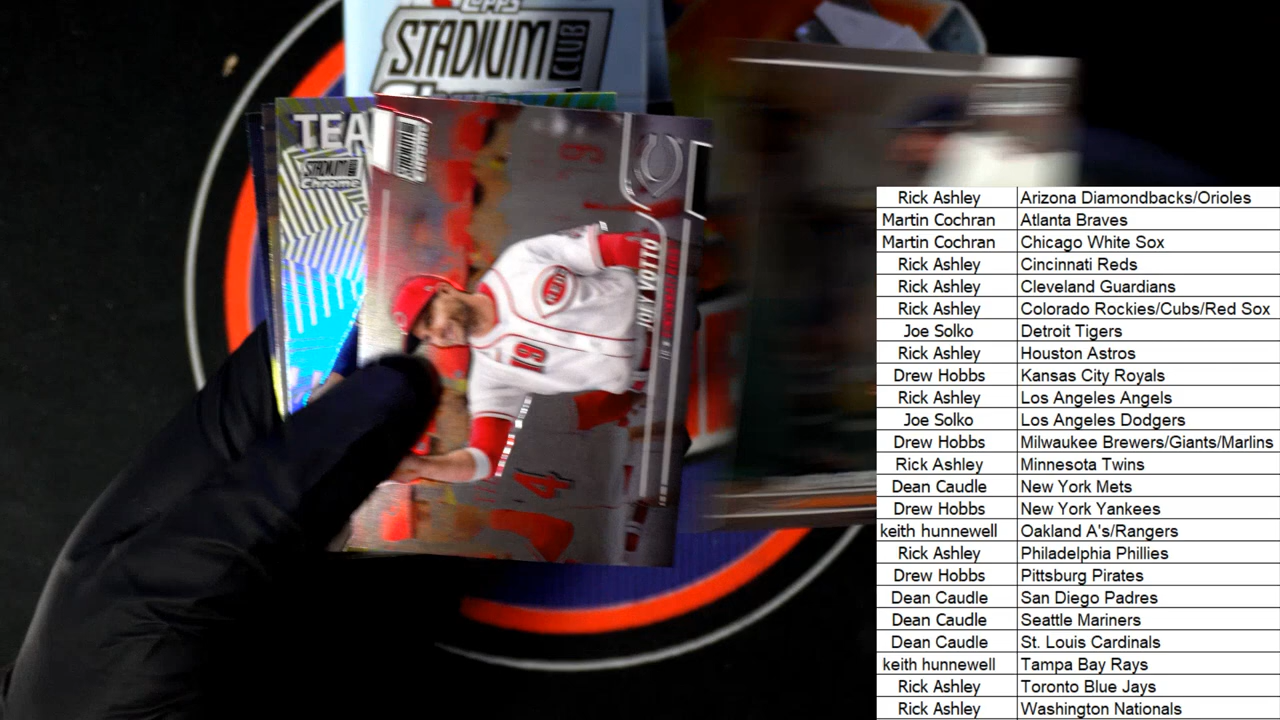 TOPPS
STADIUM
CLUB
Chrome
TEA
STADIUM
CLUB
Chrome
CHROME
JOEY VOTTO
REDS
19
Rick Ashley Arizona Diamondbacks/Orioles
Martin Cochran Atlanta Braves
Martin Cochran Chicago White Sox
Rick Ashley Cincinnati Reds
Rick Ashley Cleveland Guardians
Rick Ashley Colorado Rockies/Cubs/Red Sox
Joe Solko Detroit Tigers
Rick Ashley Houston Astros
Drew Hobbs Kansas City Royals
Rick Ashley Los Angeles Angels
Joe Solko Los Angeles Dodgers
Drew Hobbs Milwaukee Brewers/Giants/Marlins
Rick Ashley Minnesota Twins
Dean Caudle New York Mets
Drew Hobbs New York Yankees
keith hunnewell Oakland A's/Rangers
Rick Ashley Philadelphia Phillies
Drew Hobbs Pittsburg Pirates
Dean Caudle San Diego Padres
Dean Caudle Seattle Mariners
Dean Caudle St. Louis Cardinals
keith hunnewell Tampa Bay Rays
Rick Ashley Toronto Blue Jays
Rick Ashley Washington Nationals